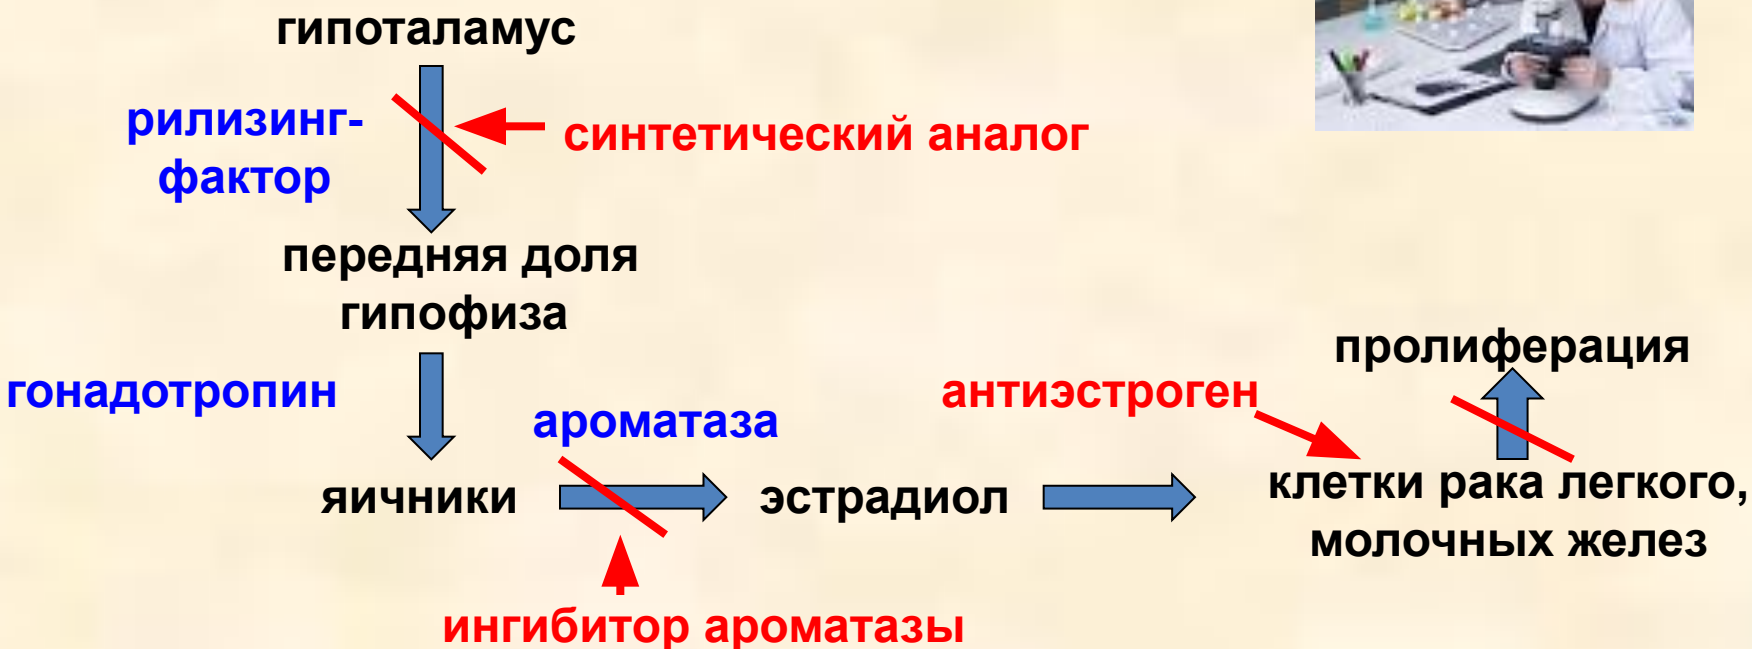 гипоталамус
рилизинг-
фактор
синтетический аналог
передняя доля
гипофиза
гонадотропин
ароматаза
антиэстроген
пролиферация
яичники
эстрадиол
клетки рака легкого,
молочных желез
ингибитор ароматазы